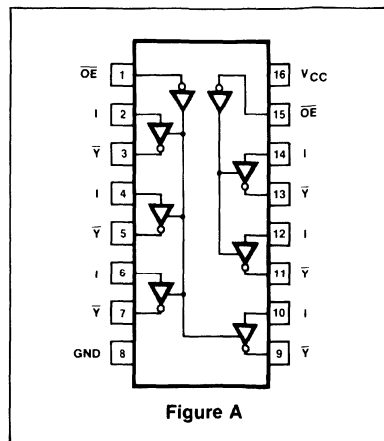 OE 1 16 VCC
I 2 15 OE
Y 3 14 I
I 4 13 Y
Y 5 12 I
I 6 11 Y
Y 7 10 I
GND 8 9 Y
Figure A